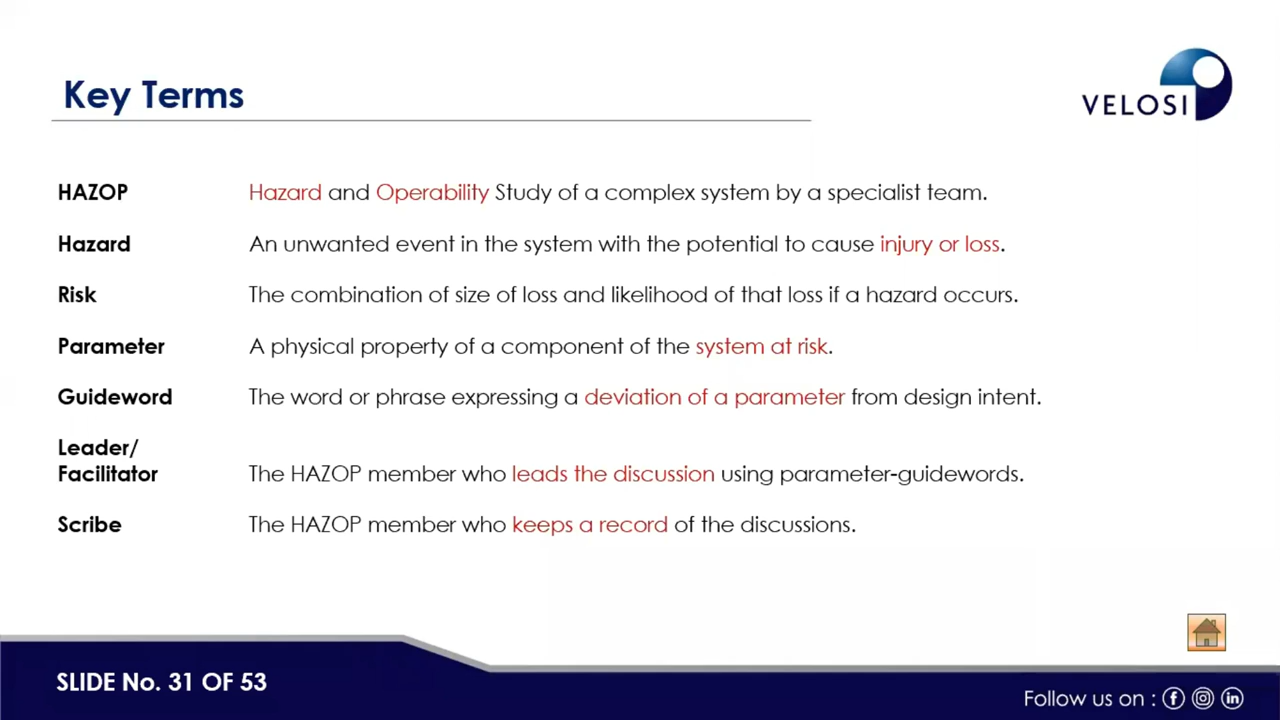 Key Terms
VELOSI
HAZOP Hazard and Operability Study of a complex system by a specialist team.
Hazard An unwanted event in the system with the potential to cause injury or loss.
Risk The combination of size of loss and likelihood of that loss if a hazard occurs.
Parameter A physical property of a component of the system at risk.
Guideword The word or phrase expressing a deviation of a parameter from design intent.
Leader/
Facilitator The HAZOP member who leads the discussion using parameter-guidewords.
Scribe The HAZOP member who keeps a record of the discussions.
SLIDE No. 31 OF 53
Follow us on :